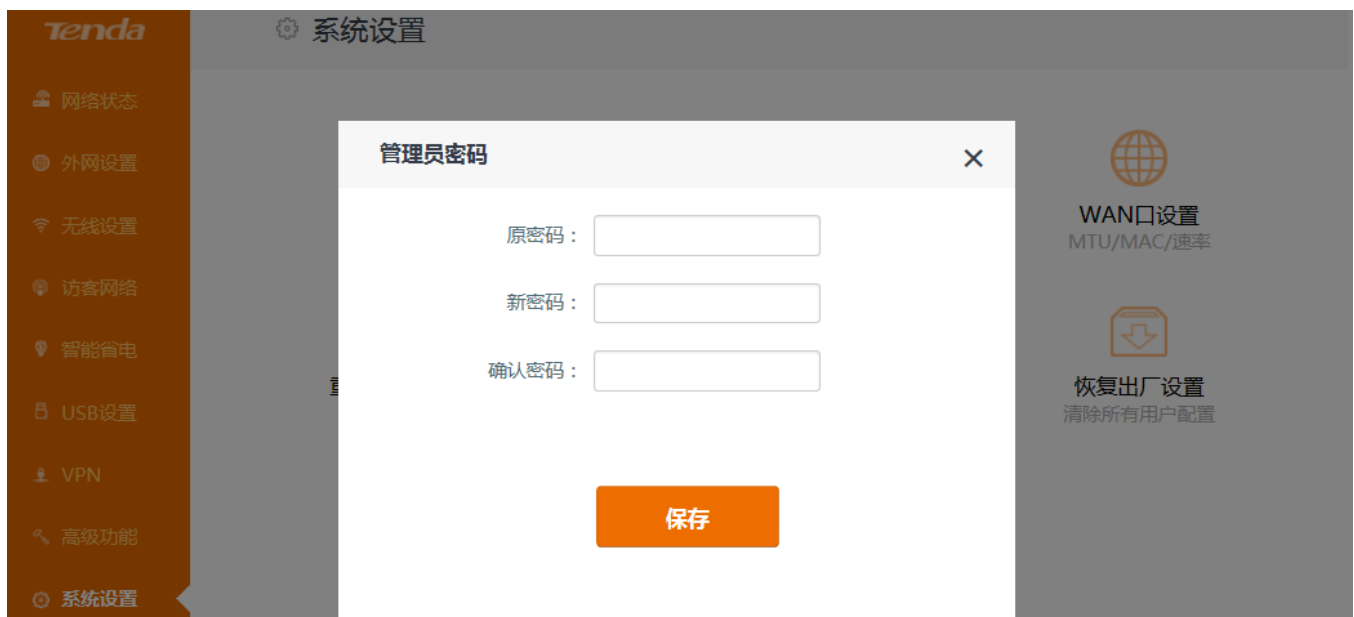 Tenda
系统设置
网络状态
外网设置
无线设置
访客网络
智能省电
USB设置
VPN
高级功能
系统设置
管理员密码
原密码：
新密码：
确认密码：
保存
WAN口设置
MTU/MAC/速率
恢复出厂设置
清除所有用户配置